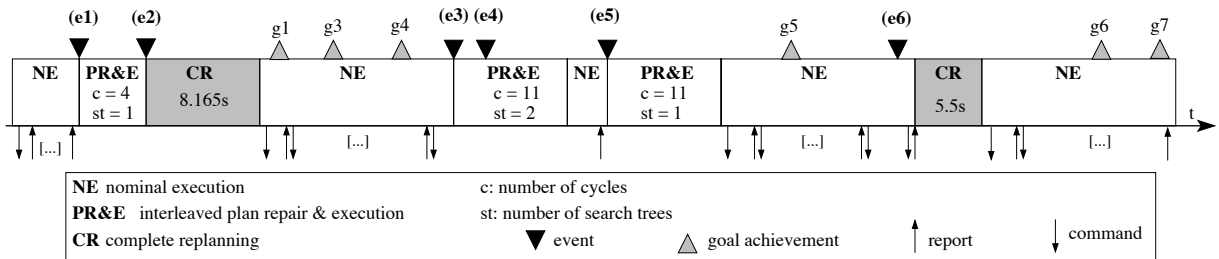 (e1) (e2) (e3) (e4) (e5) (e6)
g1 g3 g4 g5 g6 g7
NE PR&E CR NE PR&E NE PR&E NE CR NE
c = 4 8.165s c = 11 c = 11 5.5s
st = 1 st = 2 st = 1
t
[...] [...] [...] [...]
NE nominal execution c: number of cycles
PR&E interleaved plan repair & execution st: number of search trees
CR complete replanning event goal achievement report command